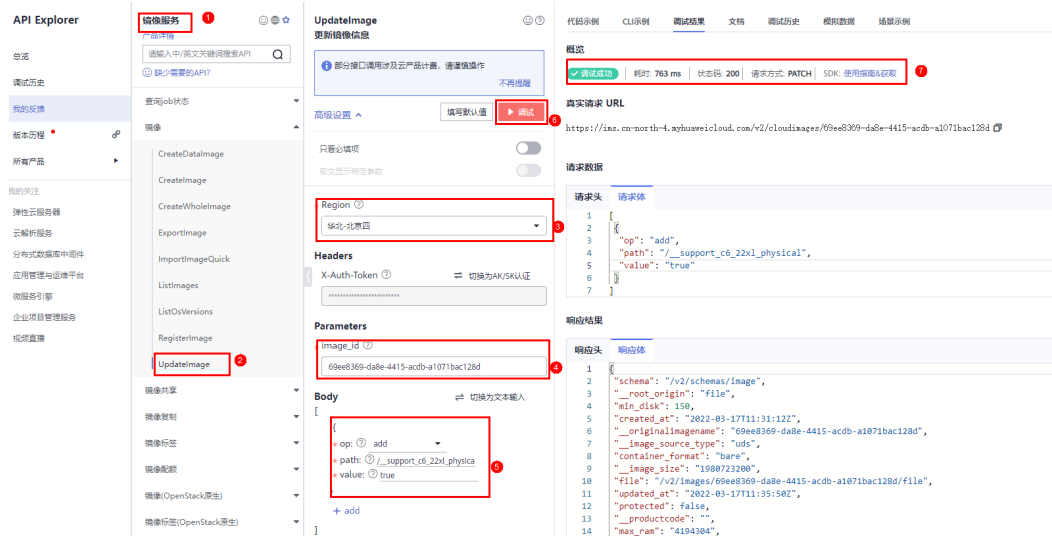 API Explorer
总览
调试历史
我的反馈
版本历程
所有产品
我的关注
弹性云服务器
云解析服务
分布式数据库中间件
应用管理与运维平台
微服务引擎
企业项目管理服务
视频直播
镜像服务
1
产品详情
请输入中/英文关键词搜索API
缺少需要的API?
查询job状态
镜像
CreateDataImage
CreateImage
CreateWholeImage
ExportImage
ImportImageQuick
ListImages
ListOsVersions
RegisterImage
UpdateImage
2
镜像共享
镜像复制
镜像标签
镜像配额
镜像(OpenStack原生)
镜像标签(OpenStack原生)
UpdateImage
更新镜像信息
部分接口调用涉及云产品计费，请谨慎操作
不再提醒
高级设置
填写默认值
调试
6
只看必填项
图文显示特定参数
* Region
华北-北京四
3
Headers
X-Auth-Token
切换为AK/SK认证
************************
Parameters
* image_id
69ee8369-da8e-4415-acdb-a1071bac128d
4
Body
切换为文本输入
[
{
* op: add
* path: /__support_c6_22xl_physica
* value: true
5
+ add
]
代码示例 CLI示例 调试结果 文档 调试历史 模拟数据 场景示例
概览
调试成功 耗时: 763 ms 状态码: 200 请求方式: PATCH SDK: 使用指南&获取
7
真实请求 URL
https://ims.cn-north-4.myhuaweicloud.com/v2/cloudimages/69ee8369-da8e-4415-acdb-a1071bac128d
请求数据
请求头 请求体
1 [
2 {
3 "op": "add",
4 "path": "/__support_c6_22xl_physical",
5 "value": "true"
6 }
7 ]
响应结果
响应头 响应体
1 {
2 "schema": "/v2/schemas/image",
3 "__root_origin": "file",
4 "min_disk": 150,
5 "created_at": "2022-03-17T11:31:12Z",
6 "__originalimagename": "69ee8369-da8e-4415-acdb-a1071bac128d",
7 "__image_source_type": "uds",
8 "container_format": "bare",
9 "__image_size": "1980723200",
10 "file": "/v2/images/69ee8369-da8e-4415-acdb-a1071bac128d/file",
11 "updated_at": "2022-03-17T11:35:50Z",
12 "protected": false,
13 "__productcode": "",
14 "max_ram": "4194304",